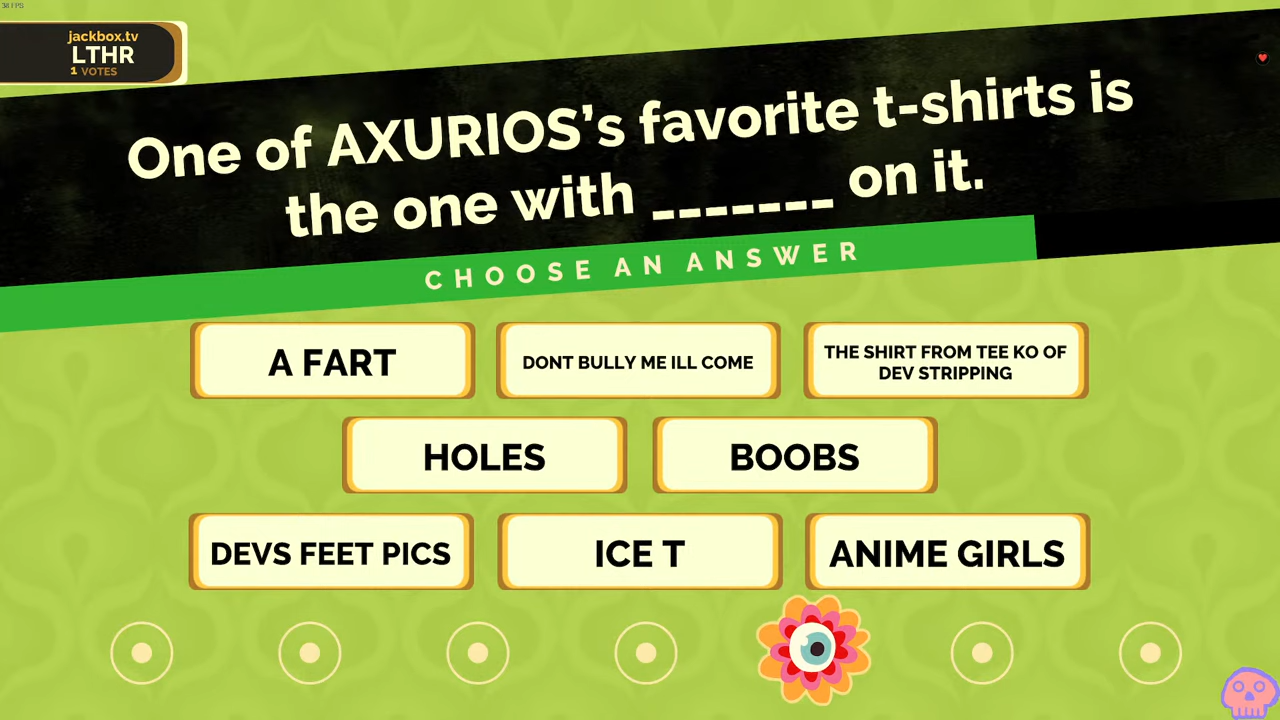 38 FPS
jackbox.tv
LTHR
1 VOTES
One of AXURIOS’s favorite t-shirts is
the one with _______ on it.
CHOOSE AN ANSWER
A FART
DONT BULLY ME ILL COME
THE SHIRT FROM TEE KO OF
DEV STRIPPING
HOLES
BOOBS
DEVS FEET PICS
ICE T
ANIME GIRLS